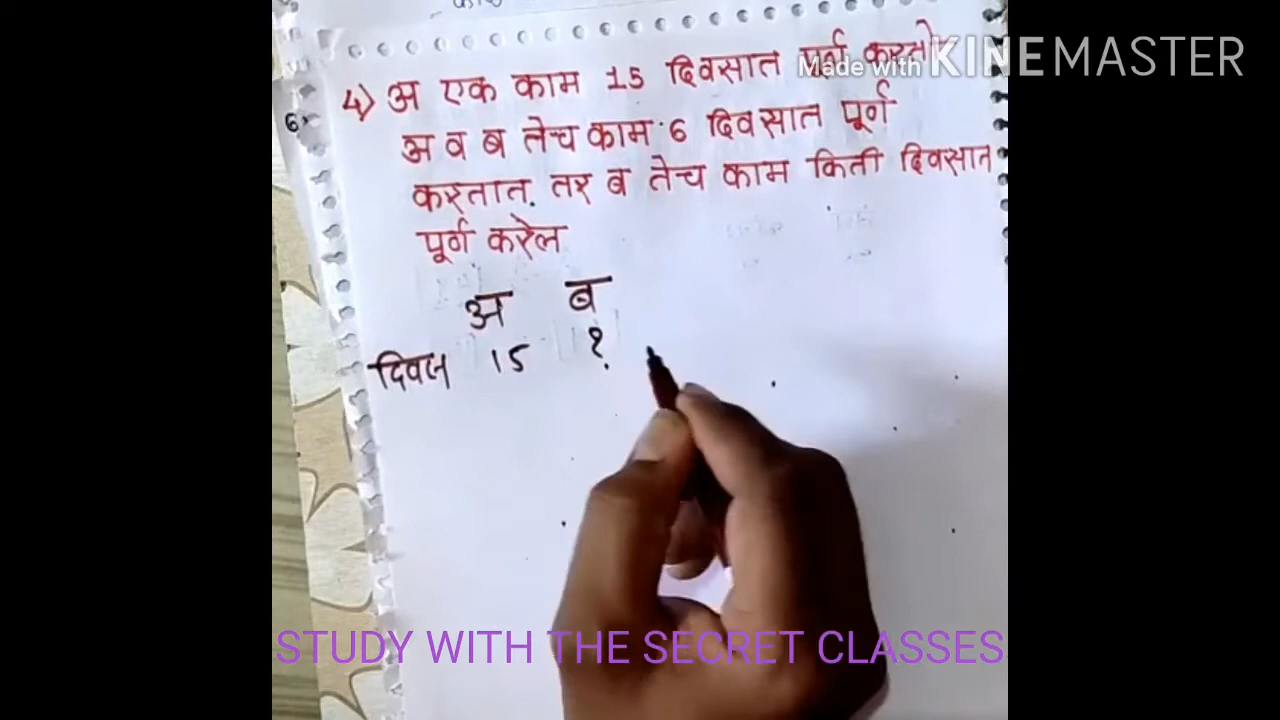 Made with KINEMASTER
4) अ एक काम 15 दिवसात पूर्ण करतो
6
अ व ब तेच काम 6 दिवसात पूर्ण
करतात. तर ब तेच काम किती दिवसात
पूर्ण करेल
अ ब
दिवस 15 ?
STUDY WITH THE SECRET CLASSES